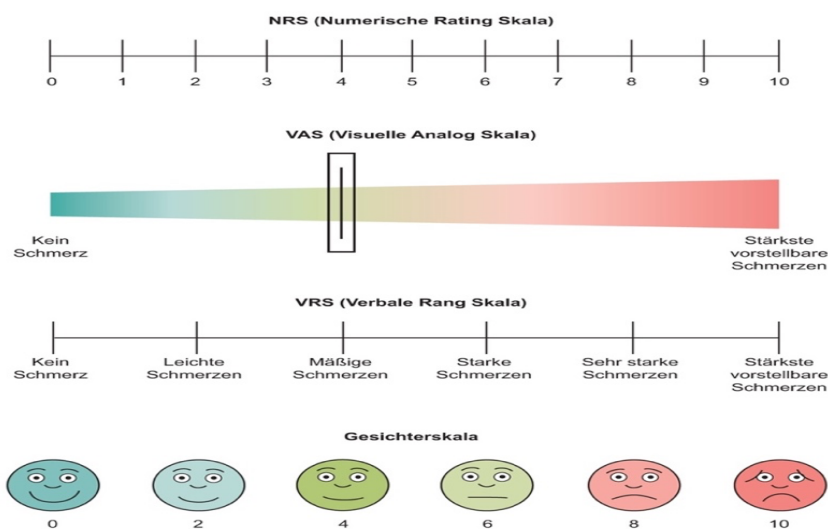 NRS (Numerische Rating Skala)
0 1 2 3 4 5 6 7 8 9 10
VAS (Visuelle Analog Skala)
Kein
Schmerz
Stärkste
vorstellbare
Schmerzen
VRS (Verbale Rang Skala)
Kein
Schmerz
Leichte
Schmerzen
Mäßige
Schmerzen
Starke
Schmerzen
Sehr starke
Schmerzen
Stärkste
vorstellbare
Schmerzen
Gesichterskala
0 2 4 6 8 10